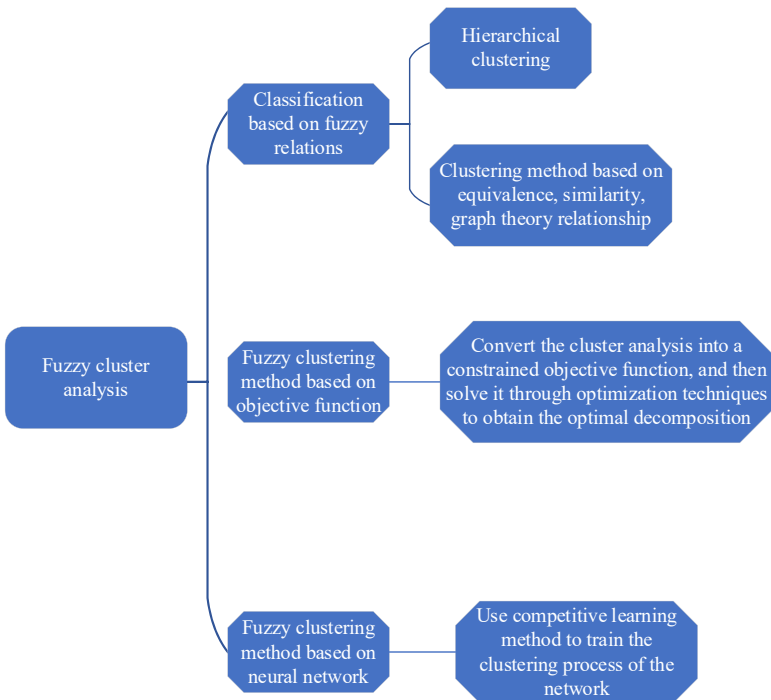 Hierarchical
clustering
Classification
based on fuzzy
relations
Clustering method based on
equivalence, similarity,
graph theory relationship
Fuzzy cluster
analysis
Fuzzy clustering
method based on
objective function
Convert the cluster analysis into a
constrained objective function, and then
solve it through optimization techniques
to obtain the optimal decomposition
Fuzzy clustering
method based on
neural network
Use competitive learning
method to train the
clustering process of the
network